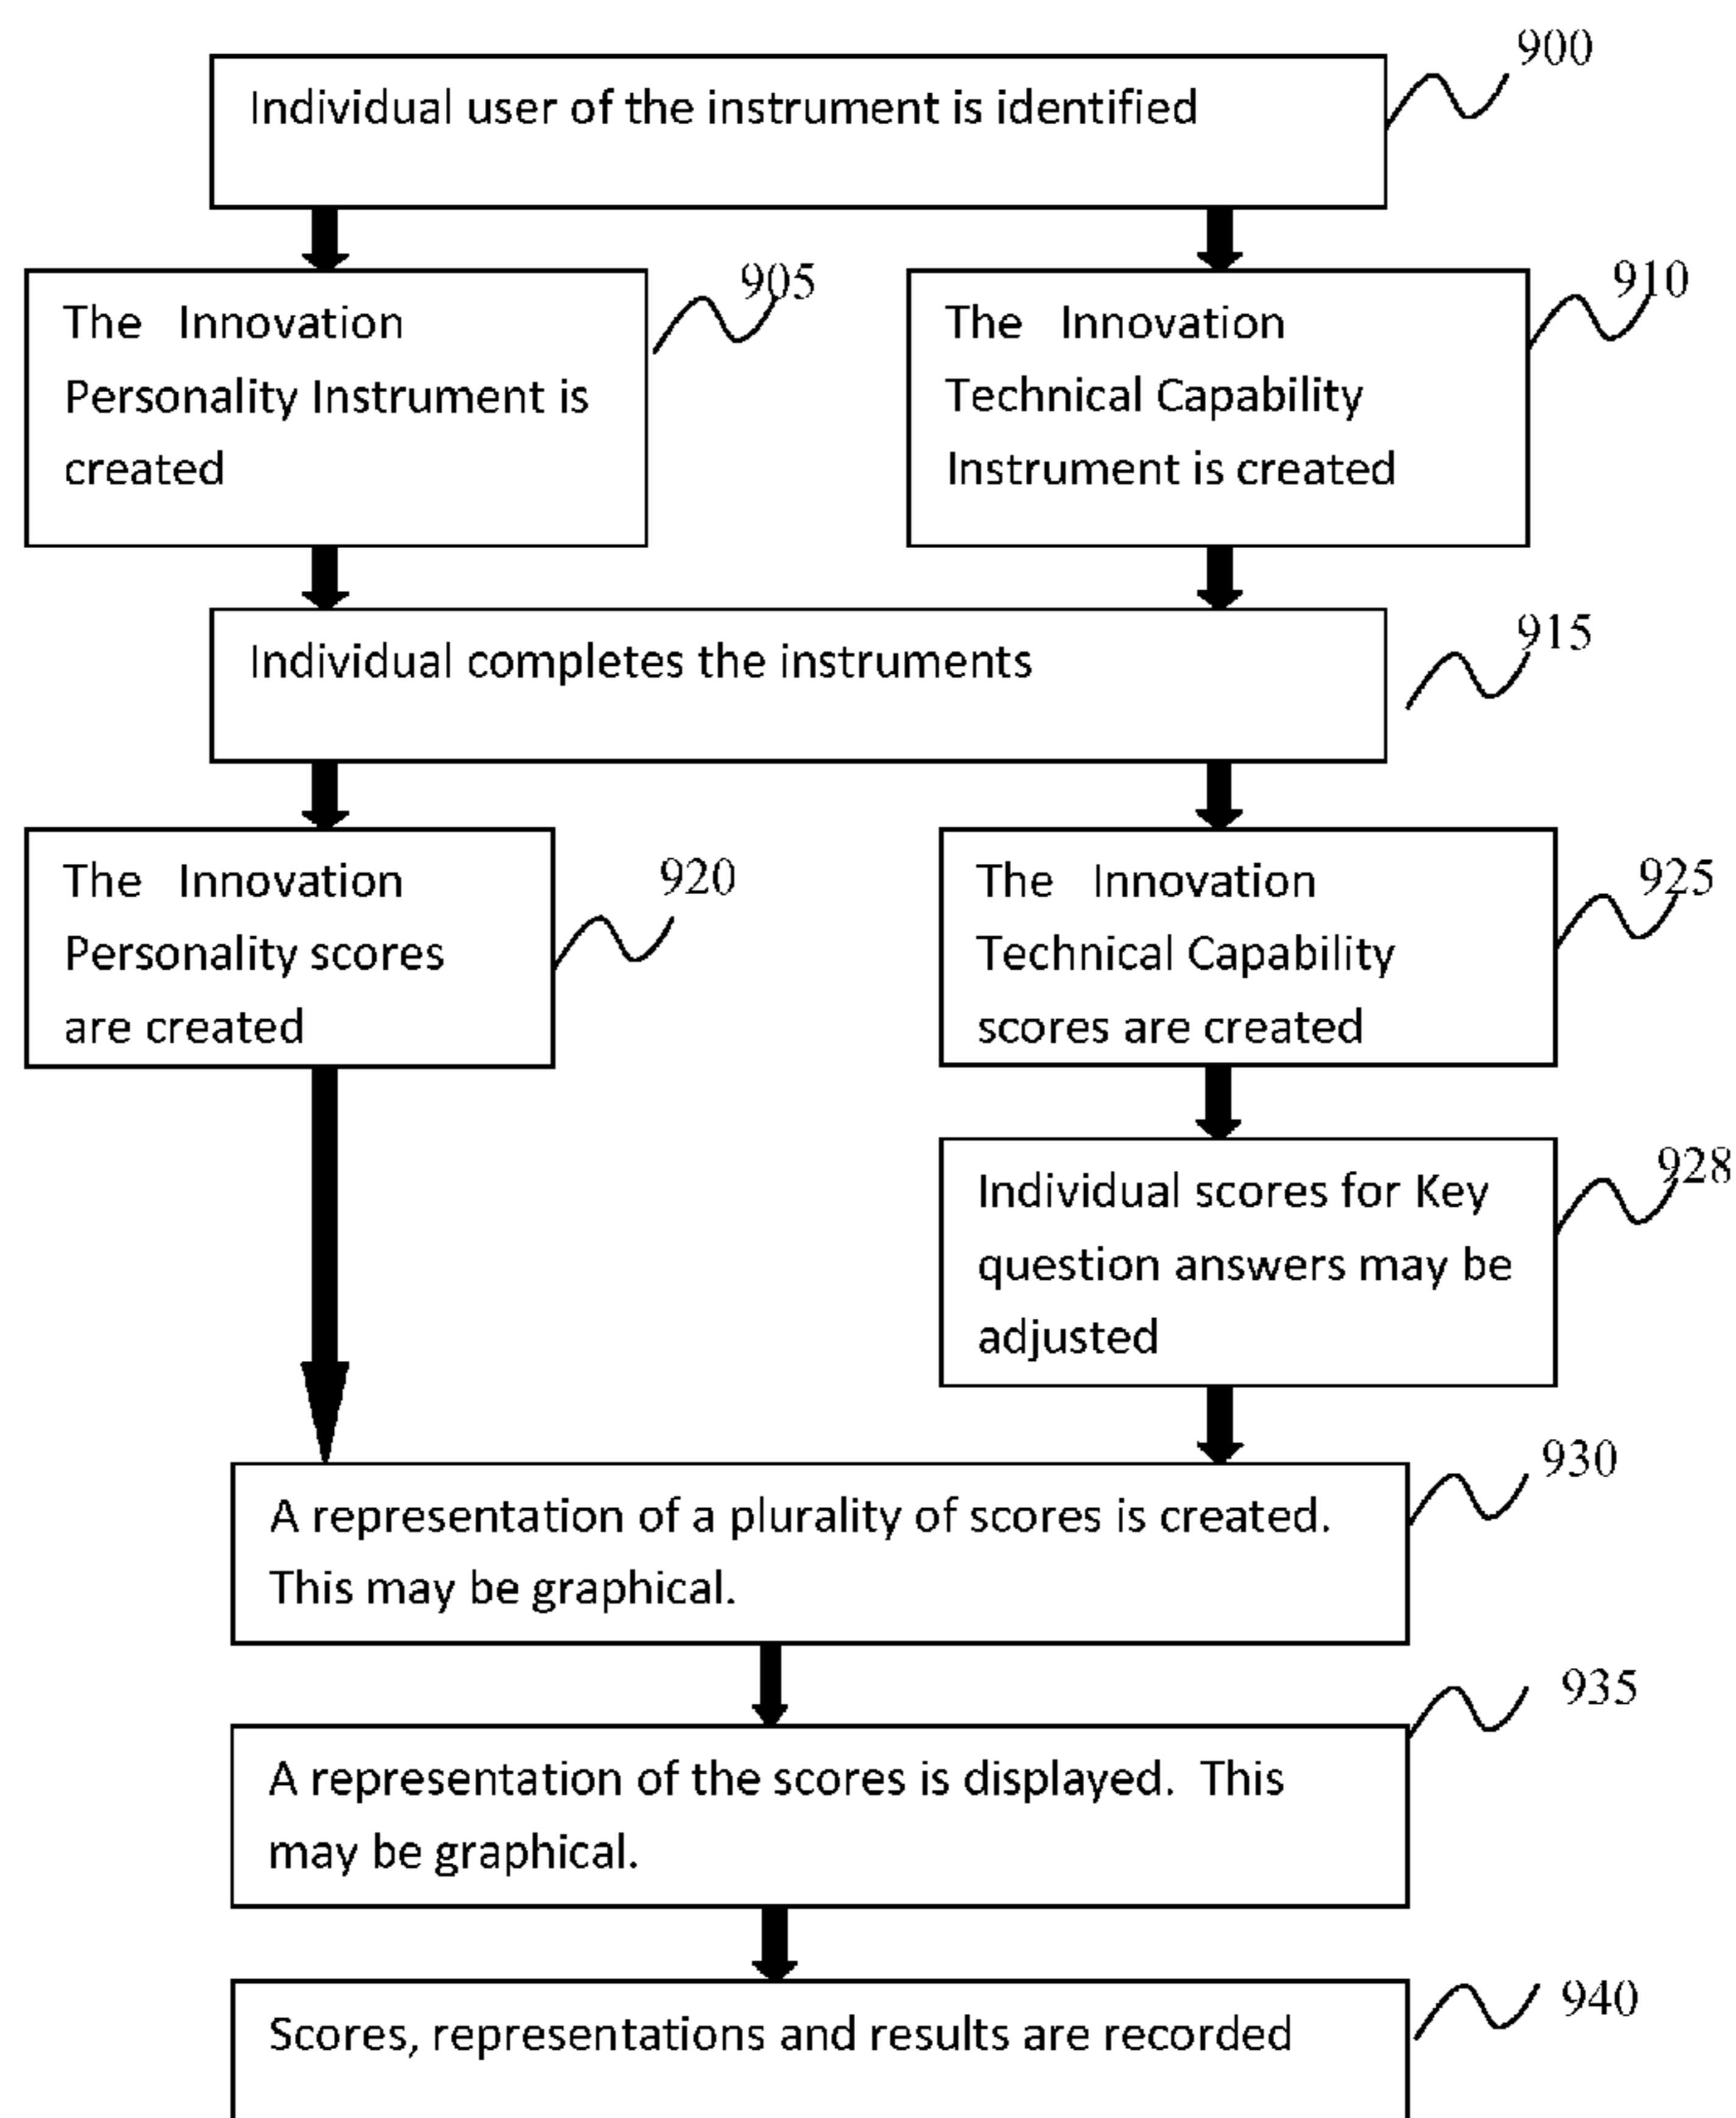 900
Individual user of the instrument is identified
905
The Innovation
Personality Instrument is
created
910
The Innovation
Technical Capability
Instrument is created
915
Individual completes the instruments
920
The Innovation
Personality scores
are created
925
The Innovation
Technical Capability
scores are created
928
Individual scores for Key
question answers may be
adjusted
930
A representation of a plurality of scores is created.
This may be graphical.
935
A representation of the scores is displayed. This
may be graphical.
940
Scores, representations and results are recorded